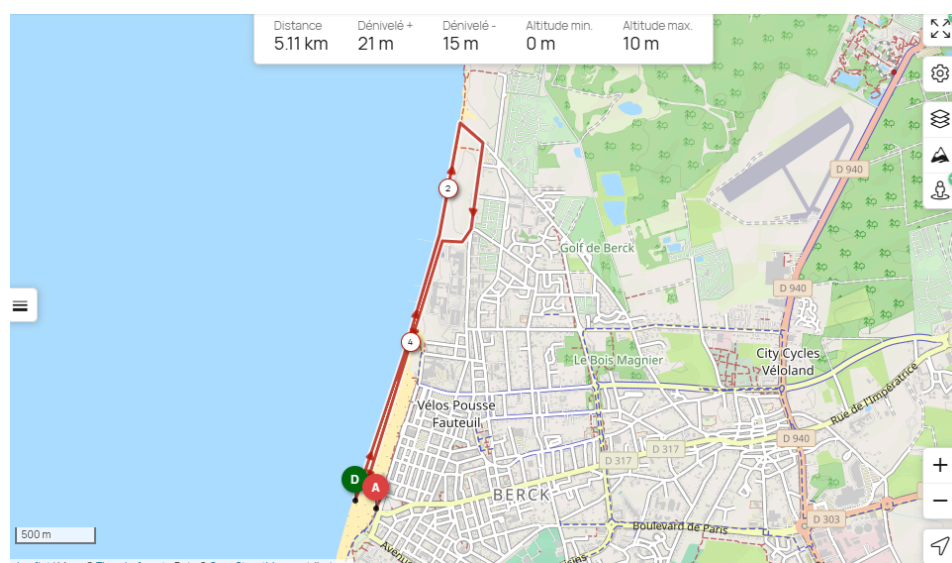 Distance
5.11 km
Dénivelé +
21 m
Dénivelé -
15 m
Altitude min.
0 m
Altitude max.
10 m
D 940
2
Golf de Berck
D 940
4
Le Bois Magnier
City Cycles
Véloland
Vélos Pousse
Fauteuil
Rue de l'Impératrice
D 940
D 317
D 317
D
A
BERCK
D 303
Boulevard de Paris
500 m
Avenue